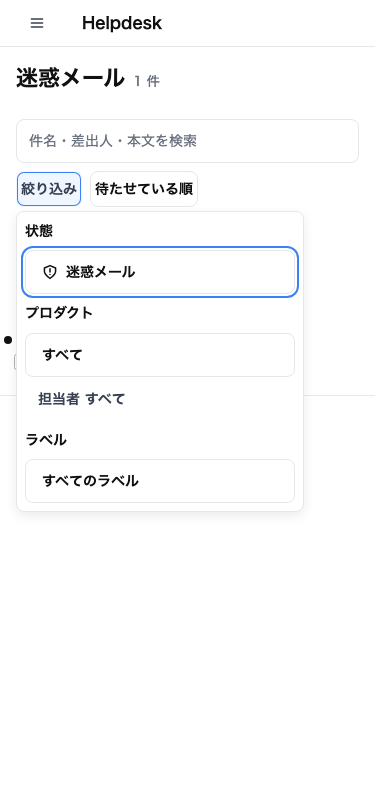 Helpdesk
迷惑メール 1 件
件名・差出人・本文を検索
絞り込み 待たせている順
状態
迷惑メール
プロダクト
すべて
担当者 すべて
ラベル
すべてのラベル